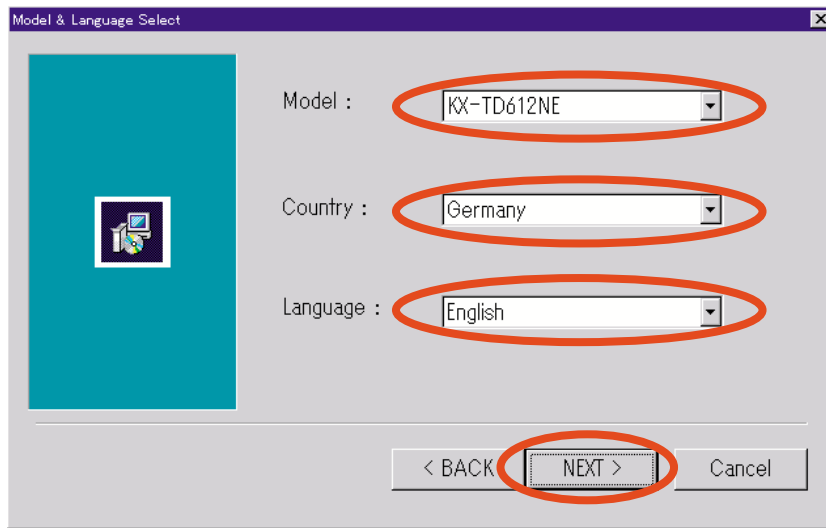 Model & Language Select
Model : KX-TD612NE
Country : Germany
Language : English
< BACK NEXT > Cancel